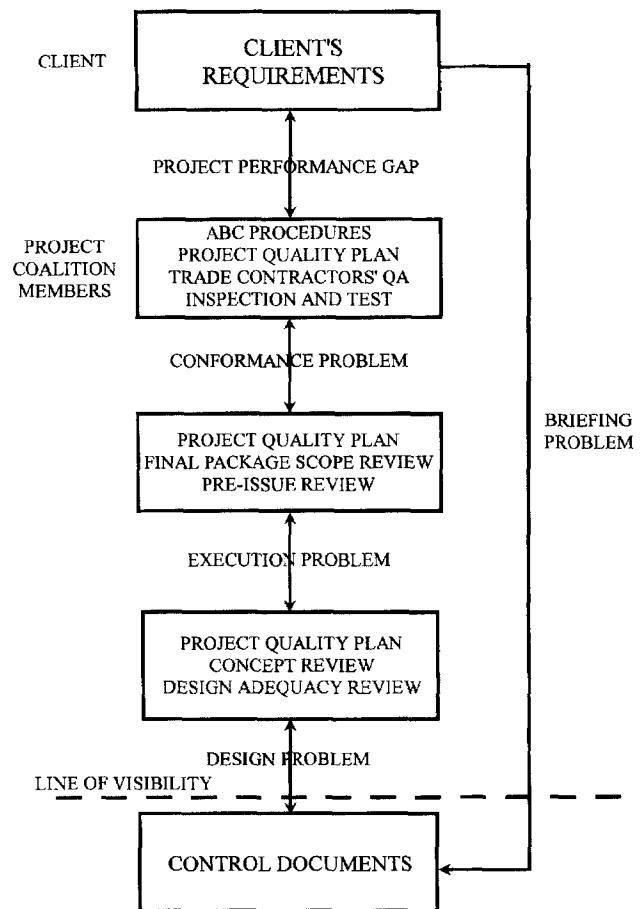 CLIENT
CLIENT'S
REQUIREMENTS
PROJECT PERFORMANCE GAP
PROJECT
COALITION
MEMBERS
ABC PROCEDURES
PROJECT QUALITY PLAN
TRADE CONTRACTORS' QA
INSPECTION AND TEST
CONFORMANCE PROBLEM
BRIEFING
PROBLEM
PROJECT QUALITY PLAN
FINAL PACKAGE SCOPE REVIEW
PRE-ISSUE REVIEW
EXECUTION PROBLEM
PROJECT QUALITY PLAN
CONCEPT REVIEW
DESIGN ADEQUACY REVIEW
DESIGN PROBLEM
LINE OF VISIBILITY
CONTROL DOCUMENTS